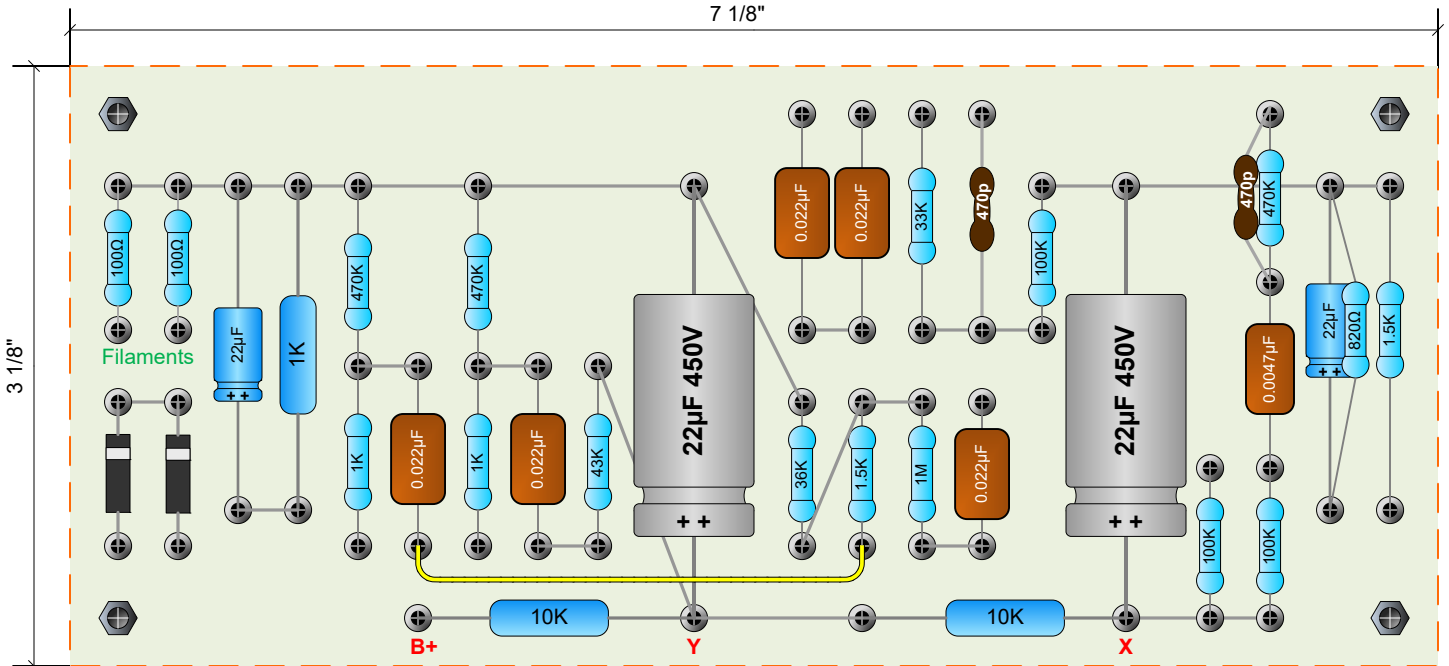 7 1/8"
3 1/8"
100Ω
100Ω
Filaments
22µF
+ +
1K
470K
470K
1K
0.022µF
1K
0.022µF
43K
22µF 450V
+ +
0.022µF
0.022µF
33K
470p
100K
36K
1.5K
1M
0.022µF
22µF 450V
+ +
470p
470K
0.0047µF
22µF
+ +
820Ω
1.5K
100K
100K
10K
10K
B+
Y
X